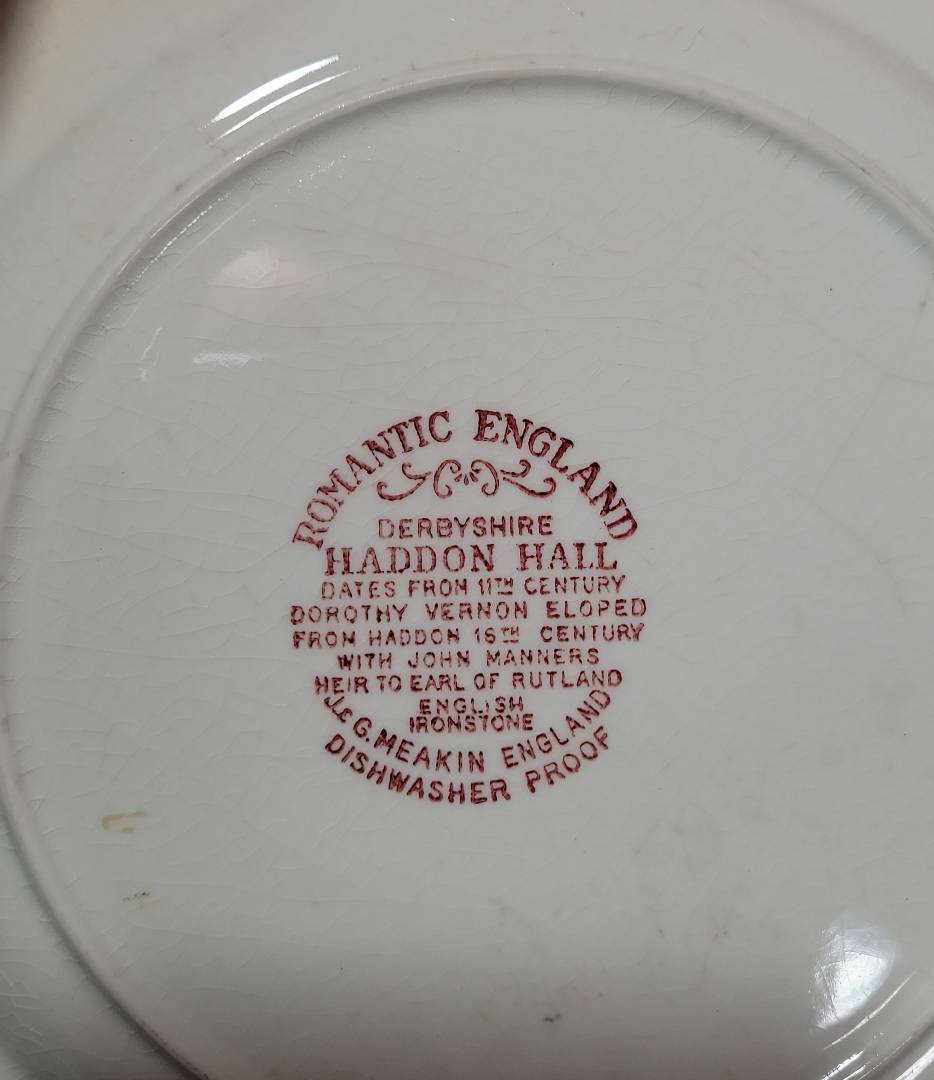 ROMANTIC ENGLAND
DERBYSHIRE
HADDON HALL
DATES FROM 11TH CENTURY
DOROTHY VERNON ELOPED
FROM HADDON 16TH CENTURY
WITH JOHN MANNERS
HEIR TO EARL OF RUTLAND
ENGLISH
IRONSTONE
J.& G. MEAKIN ENGLAND
DISHWASHER PROOF